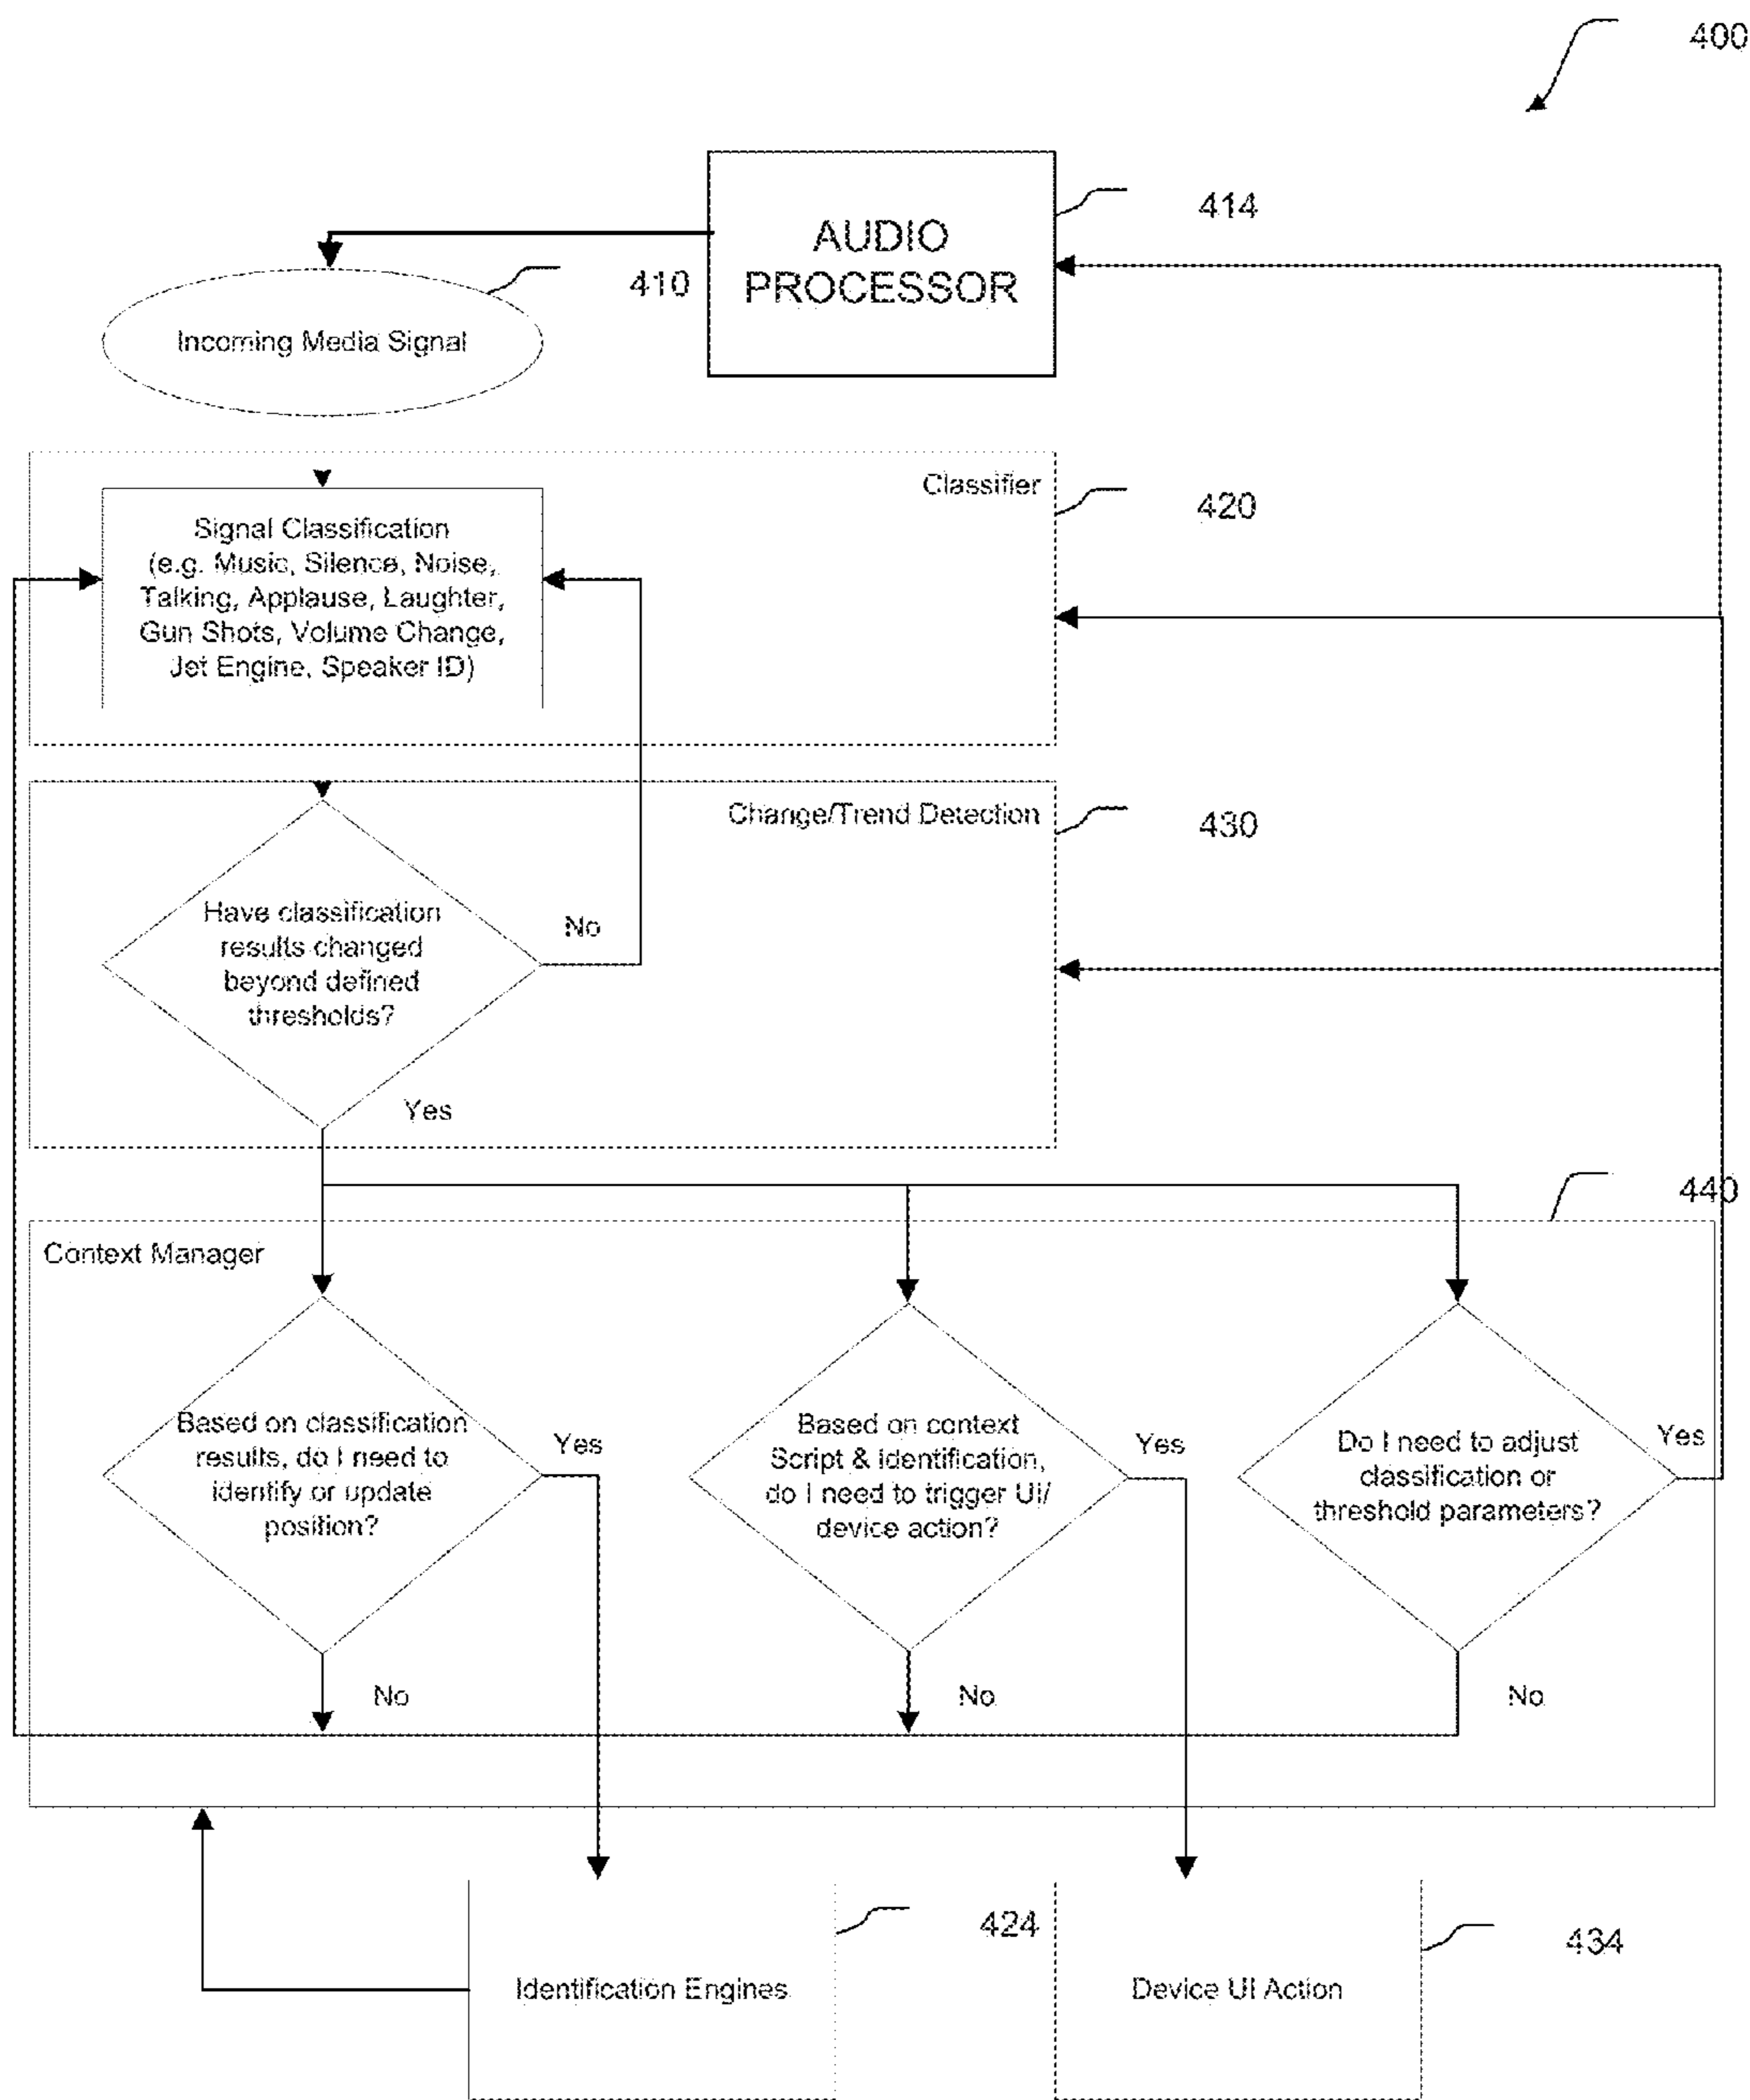 400
AUDIO
PROCESSOR
414
410
Incoming Media Signal
Classifier
420
Signal Classification
(e.g. Music, Silence, Noise,
Talking, Applause, Laughter,
Gun Shots, Volume Change,
Jet Engine, Speaker ID)
Change/Trend Detection
430
Have classification
results changed
beyond defined
thresholds?
No
Yes
440
Context Manager
Based on classification
results, do I need to
identify or update
position?
Yes
No
Based on context
Script & identification,
do I need to trigger UI/
device action?
Yes
No
Do I need to adjust
classification or
threshold parameters?
Yes
No
424
Identification Engines
434
Device UI Action